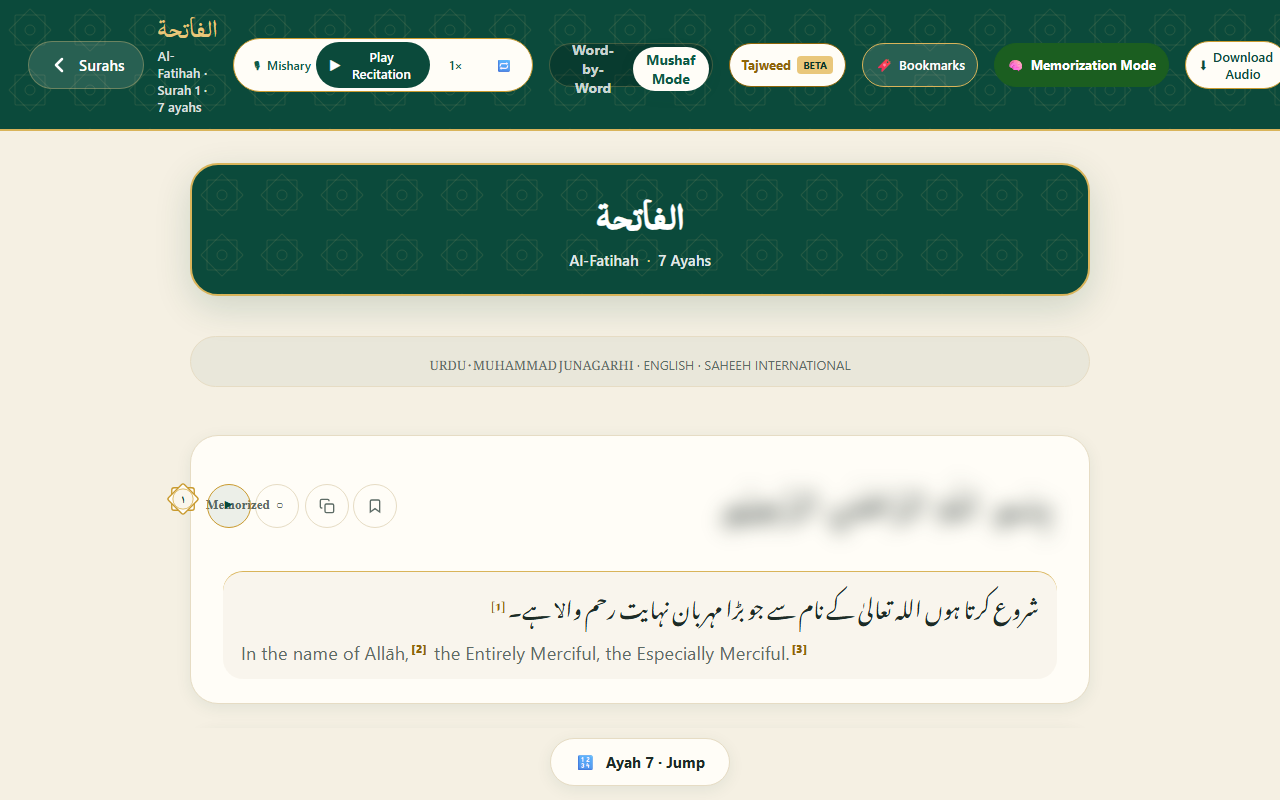 Surahs
الفاتحة
Al-Fatihah · Surah 1 · 7 ayahs
Mishary
Play Recitation
1×
Word-by-Word
Mushaf Mode
Tajweed BETA
Bookmarks
Memorization Mode
Download Audio
الفاتحة
Al-Fatihah · 7 Ayahs
URDU · MUHAMMAD JUNAGARHI · ENGLISH · SAHEEH INTERNATIONAL
١
Memorized
شروع کرتا ہوں اللہ تعالیٰ کے نام سے جو بڑا مہربان نہایت رحم والا ہے۔ [1]
In the name of Allāh,[2] the Entirely Merciful, the Especially Merciful.[3]
Ayah 7 · Jump